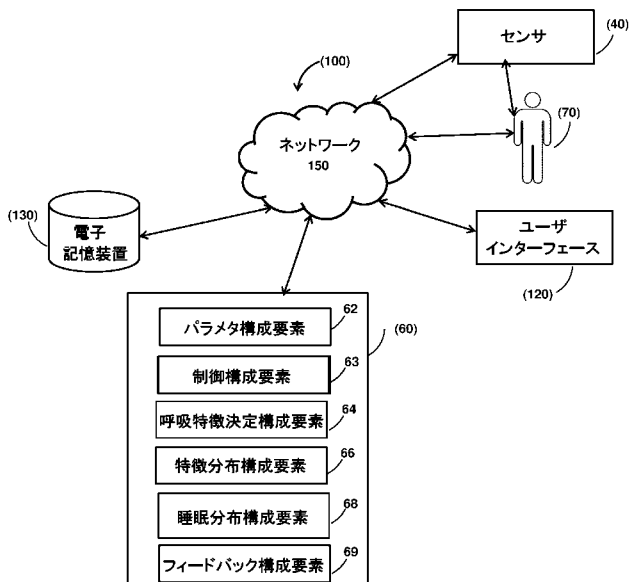 センサ
(40)
(100)
(70)
ネットワーク
150
(130)
電子
記憶装置
ユーザ
インターフェース
(120)
62
パラメタ構成要素
(60)
63
制御構成要素
64
呼吸特徴決定構成要素
66
特徴分布構成要素
68
睡眠分布構成要素
69
フィードバック構成要素